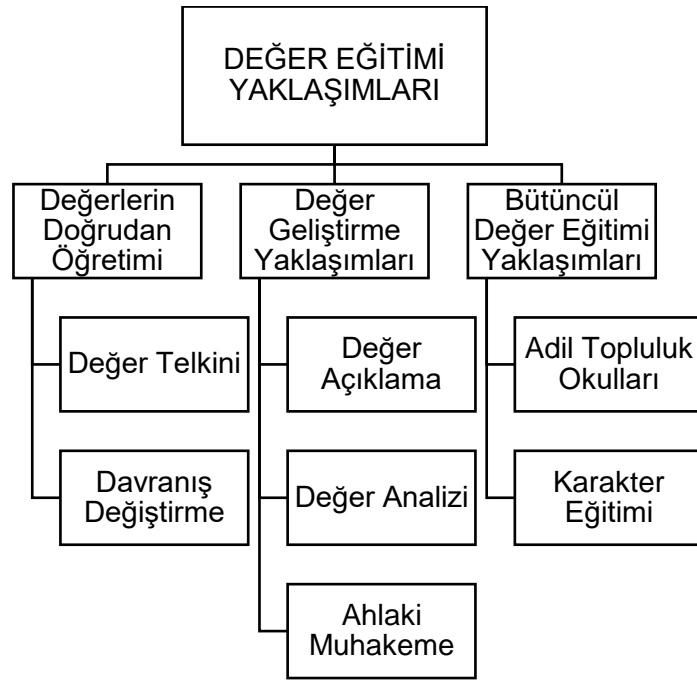 DEĞER EĞİTİMİ
YAKLAŞIMLARI
Değerlerin
Doğrudan
Öğretimi
Değer Telkini
Davranış
Değiştirme
Değer
Geliştirme
Yaklaşımları
Değer
Açıklama
Değer Analizi
Ahlaki
Muhakeme
Bütüncül
Değer Eğitimi
Yaklaşımları
Adil Topluluk
Okulları
Karakter
Eğitimi